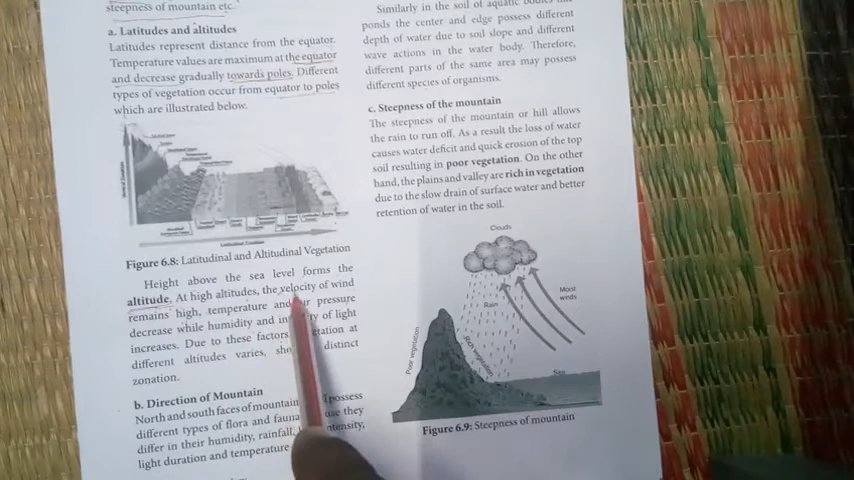 steepness of mountain etc.
a. Latitudes and altitudes
Latitudes represent distance from the equator.
Temperature values are maximum at the equator
and decrease gradually towards poles. Different
types of vegetation occur from equator to poles
which are illustrated below.
Figure 6.8: Latitudinal and Altitudinal Vegetation
Height above the sea level forms the
altitude. At high altitudes, the velocity of wind
remains high, temperature and pressure
decrease while humidity and of light
increases. Due to these factors at
different altitudes varies, distinct
zonation.
b. Direction of Mountain
North and south faces of mountain possess
different types of flora and fauna they
differ in their humidity, rainfall,
light duration and temperature
Similarly in the soil of aquatic bodies
ponds the center and edge possess different
depth of water due to soil slope and different
wave actions in the water body. Therefore,
different parts of the same area may possess
different species of organisms.
c. Steepness of the mountain
The steepness of the mountain or hill allows
the rain to run off. As a result the loss of water
causes water deficit and quick erosion of the top
soil resulting in poor vegetation. On the other
hand, the plains and valley are rich in vegetation
due to the slow drain of surface water and better
retention of water in the soil.
Clouds
Moist
winds
Rain
Poor vegetation
Rich vegetation
Sea
Figure 6.9: Steepness of mountain